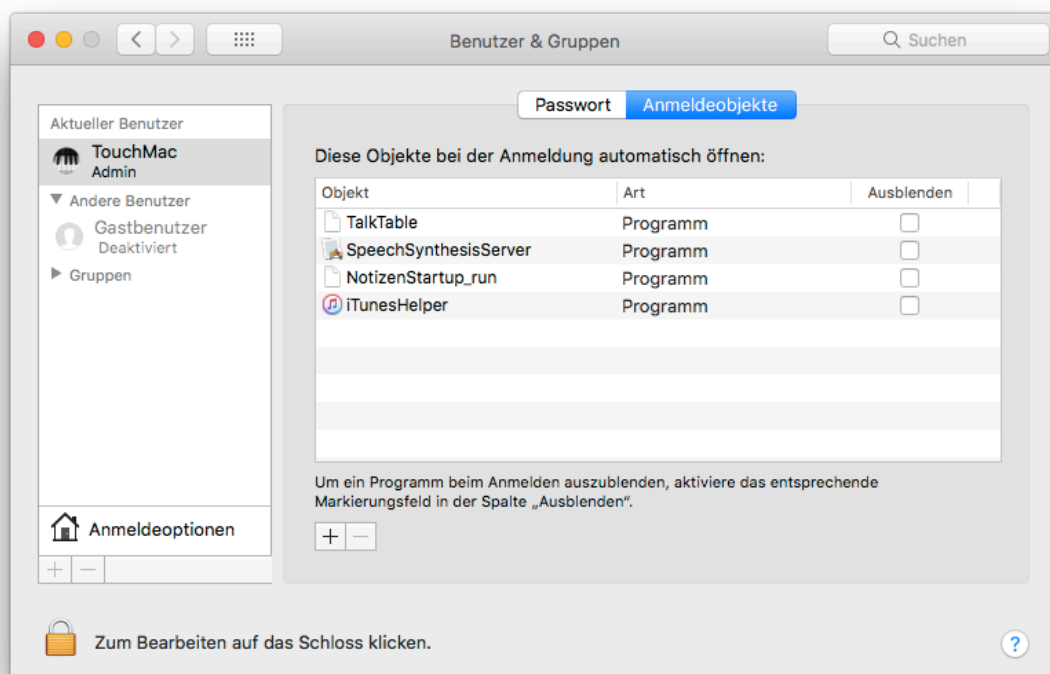 Benutzer & Gruppen
Suchen
Passwort
Anmeldeobjekte
Aktueller Benutzer
TouchMac
Admin
Andere Benutzer
Gastbenutzer
Deaktiviert
Gruppen
Anmeldeoptionen
Diese Objekte bei der Anmeldung automatisch öffnen:
Objekt Art Ausblenden
TalkTable Programm
SpeechSynthesisServer Programm
NotizenStartup_run Programm
iTunesHelper Programm
Um ein Programm beim Anmelden auszublenden, aktiviere das entsprechende
Markierungsfeld in der Spalte „Ausblenden“.
Zum Bearbeiten auf das Schloss klicken.
?